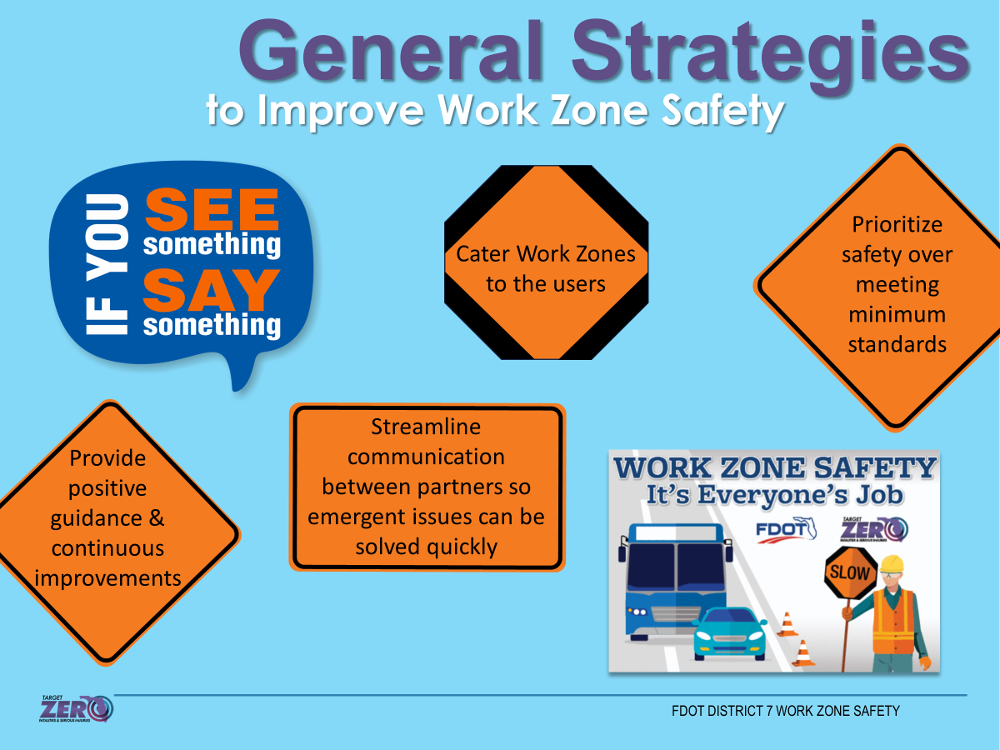 General Strategies
to Improve Work Zone Safety
IF YOU
SEE
something
SAY
something
Cater Work Zones
to the users
Prioritize
safety over
meeting
minimum
standards
Provide
positive
guidance &
continuous
improvements
Streamline
communication
between partners so
emergent issues can be
solved quickly
WORK ZONE SAFETY
It's Everyone's Job
FDOT
TARGET
ZERO
FATALITIES & SERIOUS INJURIES
SLOW
TARGET
ZERO
FATALITIES & SERIOUS INJURIES
FDOT DISTRICT 7 WORK ZONE SAFETY